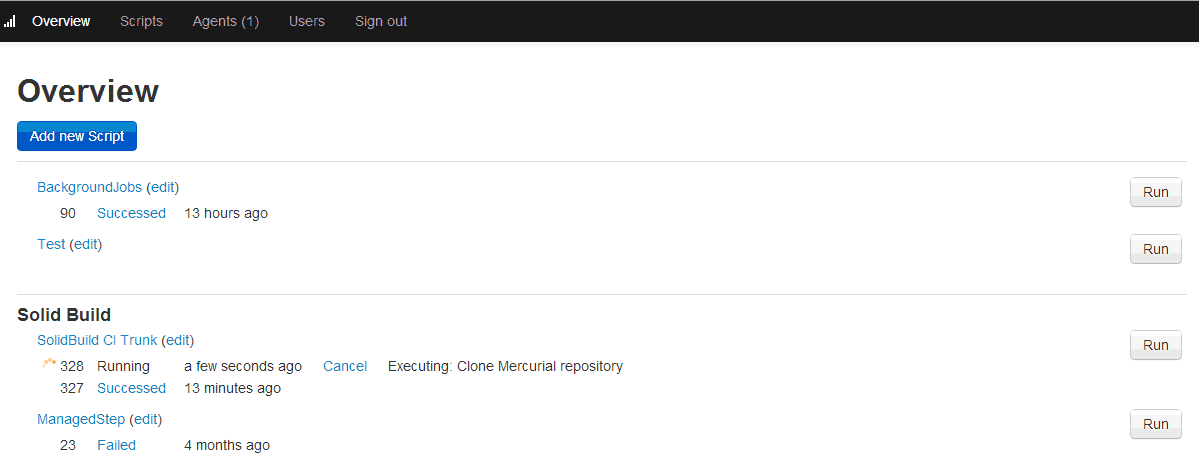 Overview Scripts Agents (1) Users Sign out
Overview
Add new Script
BackgroundJobs (edit) Run
90 Successed 13 hours ago
Test (edit) Run
Solid Build
SolidBuild CI Trunk (edit) Run
328 Running a few seconds ago Cancel Executing: Clone Mercurial repository
327 Successed 13 minutes ago
ManagedStep (edit) Run
23 Failed 4 months ago